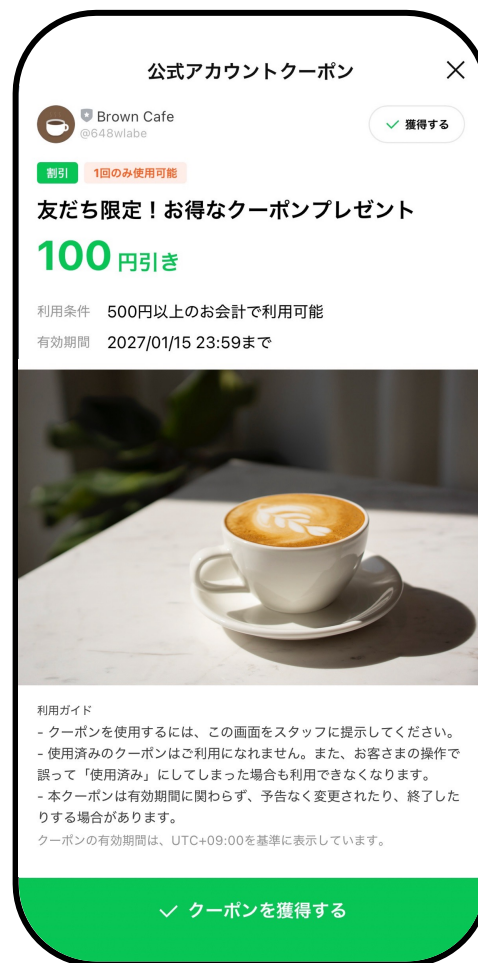 公式アカウントクーポン
Brown Cafe
@648wlabe
獲得する
割引
1回のみ使用可能
友だち限定！お得なクーポンプレゼント
100 円引き
利用条件 500円以上のお会計で利用可能
有効期間 2027/01/15 23:59まで
利用ガイド
- クーポンを使用するには、この画面をスタッフに提示してください。
- 使用済みのクーポンはご利用になれません。また、お客さまの操作で
誤って「使用済み」にしてしまった場合も利用できなくなります。
- 本クーポンは有効期間に関わらず、予告なく変更されたり、終了した
りする場合があります。
クーポンの有効期間は、UTC+09:00を基準に表示しています。
クーポンを獲得する